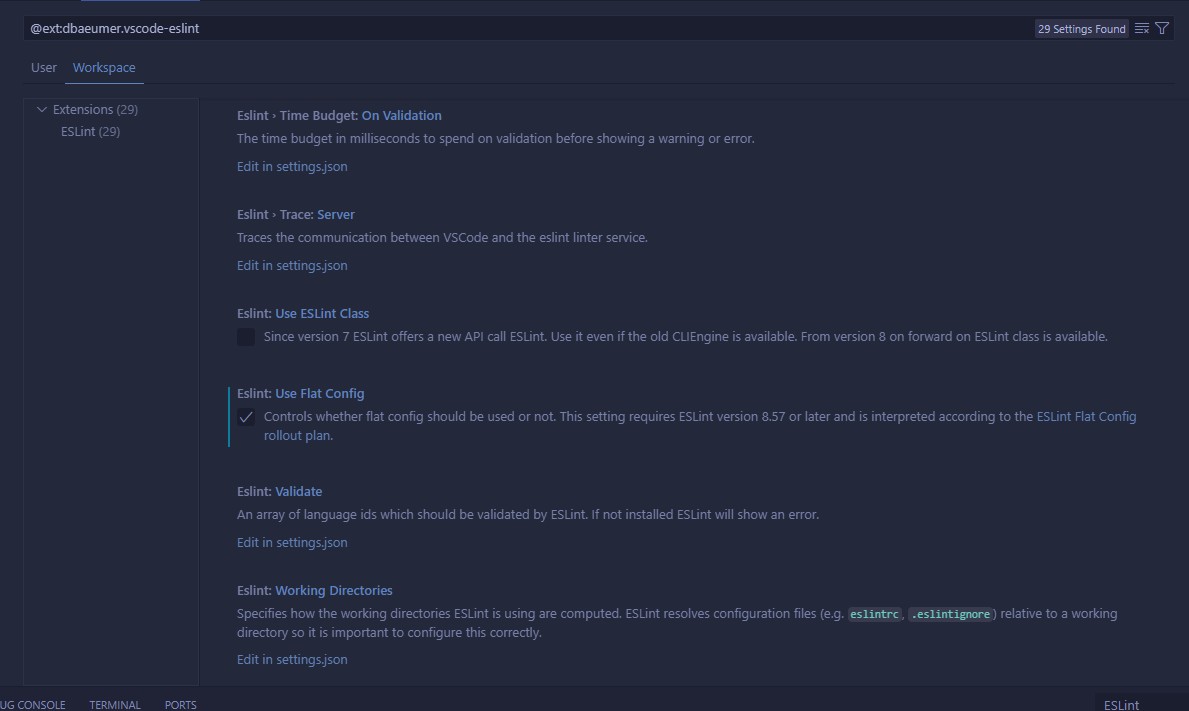 @ext:dbaeumer.vscode-eslint
29 Settings Found
User
Workspace
Extensions (29)
ESLint (29)
Eslint › Time Budget: On Validation
The time budget in milliseconds to spend on validation before showing a warning or error.
Edit in settings.json
Eslint › Trace: Server
Traces the communication between VSCode and the eslint linter service.
Edit in settings.json
Eslint: Use ESLint Class
Since version 7 ESLint offers a new API call ESLint. Use it even if the old CLIEngine is available. From version 8 on forward on ESLint class is available.
Eslint: Use Flat Config
Controls whether flat config should be used or not. This setting requires ESLint version 8.57 or later and is interpreted according to the ESLint Flat Config
rollout plan.
Eslint: Validate
An array of language ids which should be validated by ESLint. If not installed ESLint will show an error.
Edit in settings.json
Eslint: Working Directories
Specifies how the working directories ESLint is using are computed. ESLint resolves configuration files (e.g. eslintrc, .eslintignore) relative to a working
directory so it is important to configure this correctly.
Edit in settings.json
UG CONSOLE
TERMINAL
PORTS
ESLint